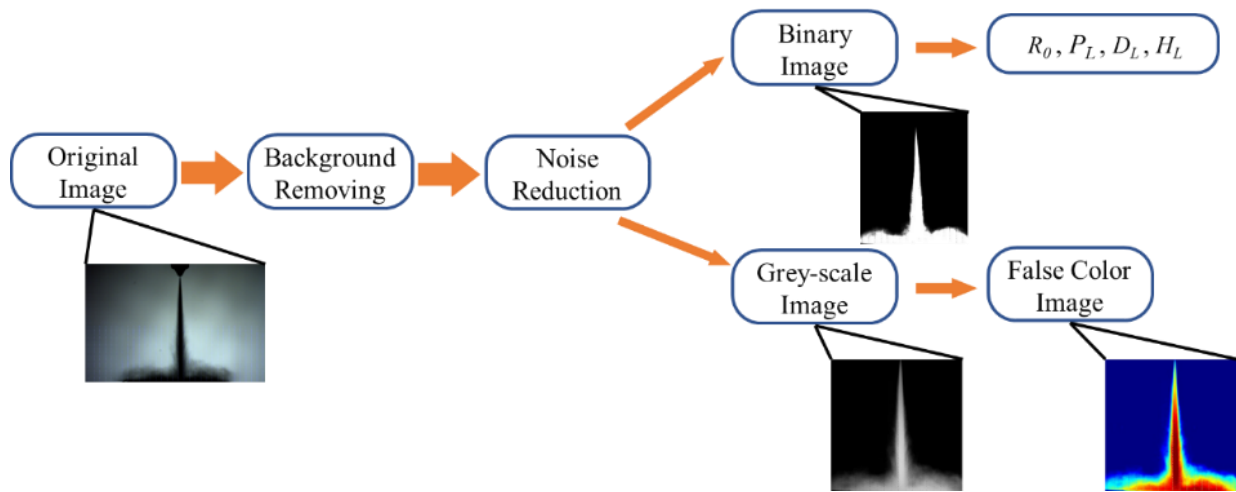 Original
Image
Background
Removing
Noise
Reduction
Binary
Image
R0, PL, DL, HL
Grey-scale
Image
False Color
Image